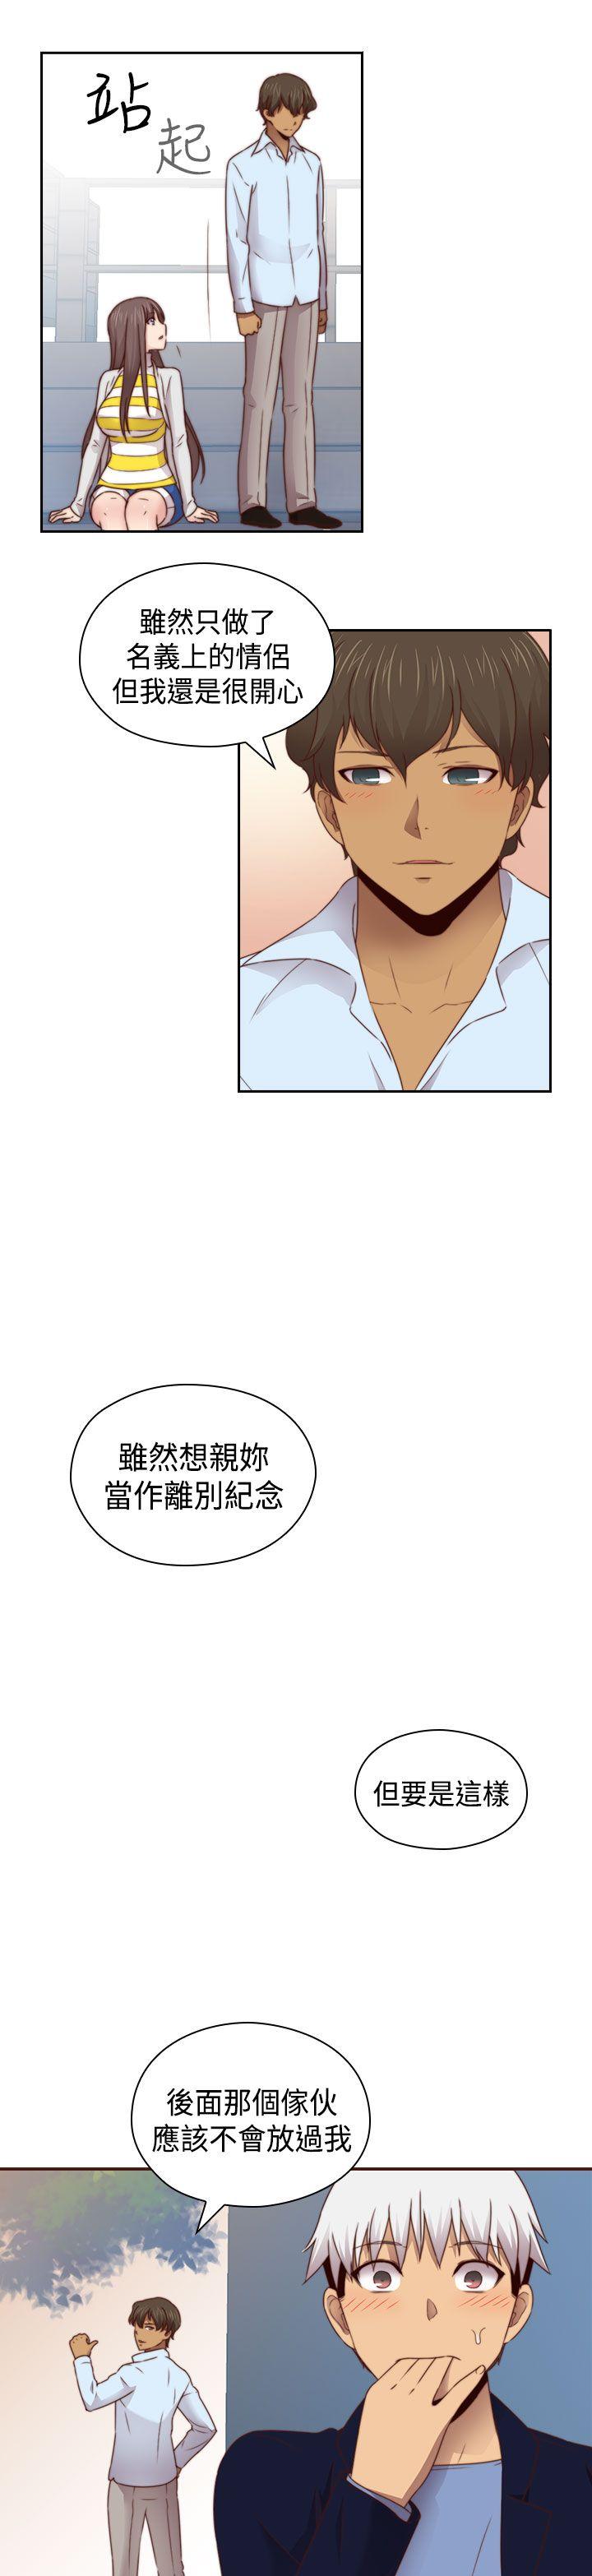 站
起
雖然只做了
名義上的情侶
但我還是很開心
雖然想親妳
當作離別紀念
但要是這樣
後面那個傢伙
應該不會放過我